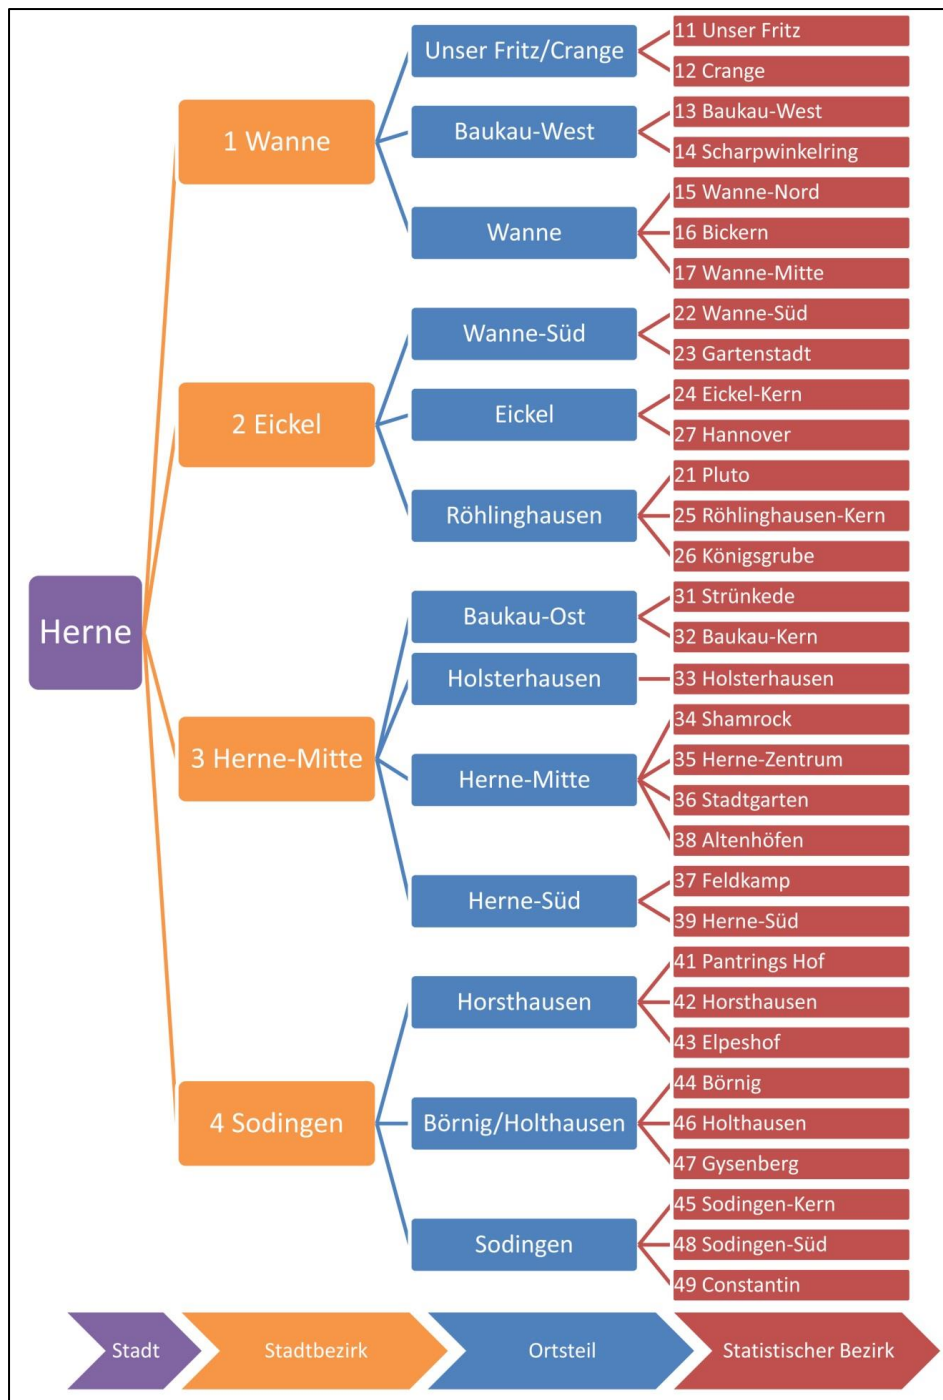 Herne
1 Wanne
Unser Fritz/Crange
11 Unser Fritz
12 Crange
Baukau-West
13 Baukau-West
14 Scharpwinkelring
Wanne
15 Wanne-Nord
16 Bickern
17 Wanne-Mitte
2 Eickel
Wanne-Süd
22 Wanne-Süd
23 Gartenstadt
Eickel
24 Eickel-Kern
27 Hannover
Röhlinghausen
21 Pluto
25 Röhlinghausen-Kern
26 Königsgrube
3 Herne-Mitte
Baukau-Ost
31 Strünkede
32 Baukau-Kern
Holsterhausen
33 Holsterhausen
Herne-Mitte
34 Shamrock
35 Herne-Zentrum
36 Stadtgarten
38 Altenhöfen
Herne-Süd
37 Feldkamp
39 Herne-Süd
4 Sodingen
Horsthausen
41 Pantrings Hof
42 Horsthausen
43 Elpeshof
Börnig/Holthausen
44 Börnig
46 Holthausen
47 Gysenberg
Sodingen
45 Sodingen-Kern
48 Sodingen-Süd
49 Constantin
Stadt
Stadtbezirk
Ortsteil
Statistischer Bezirk